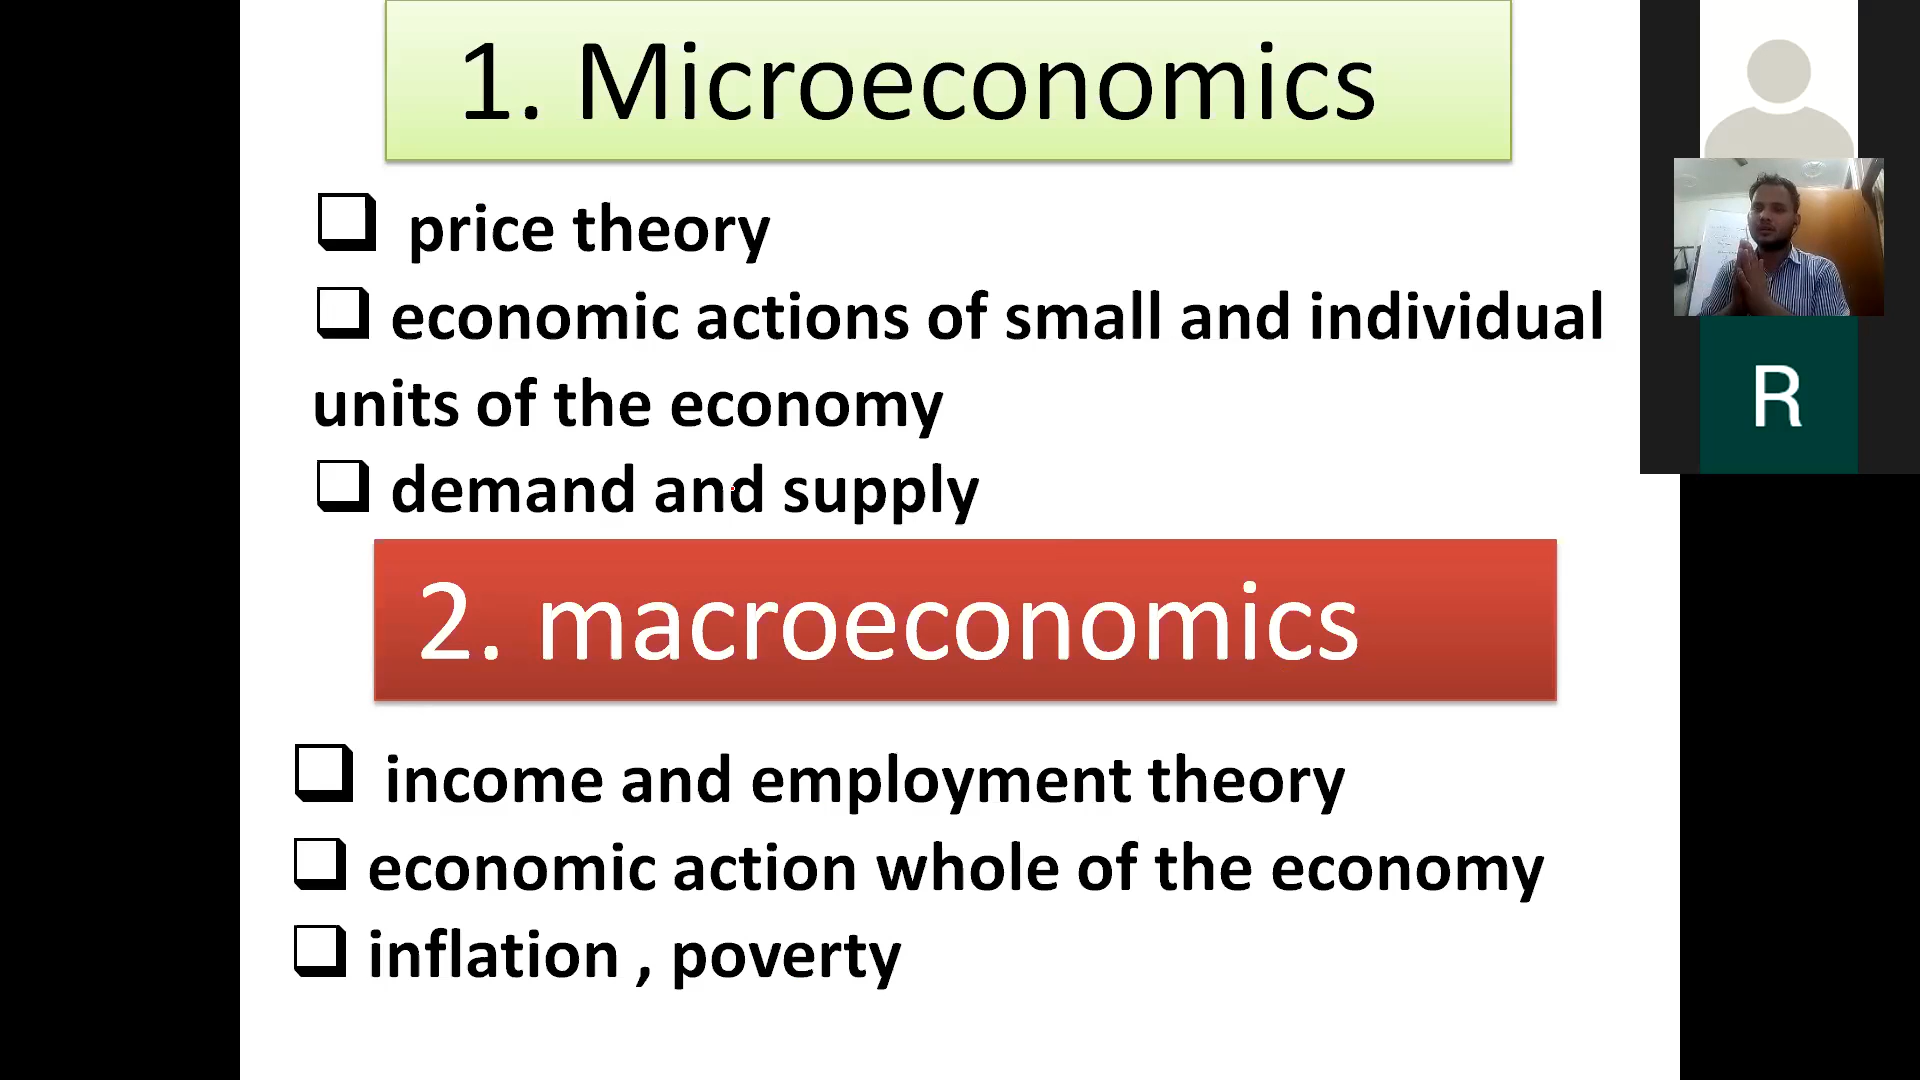 1. Microeconomics
❑ price theory
❑ economic actions of small and individual
units of the economy
❑ demand and supply
2. macroeconomics
❑ income and employment theory
❑ economic action whole of the economy
❑ inflation , poverty
R